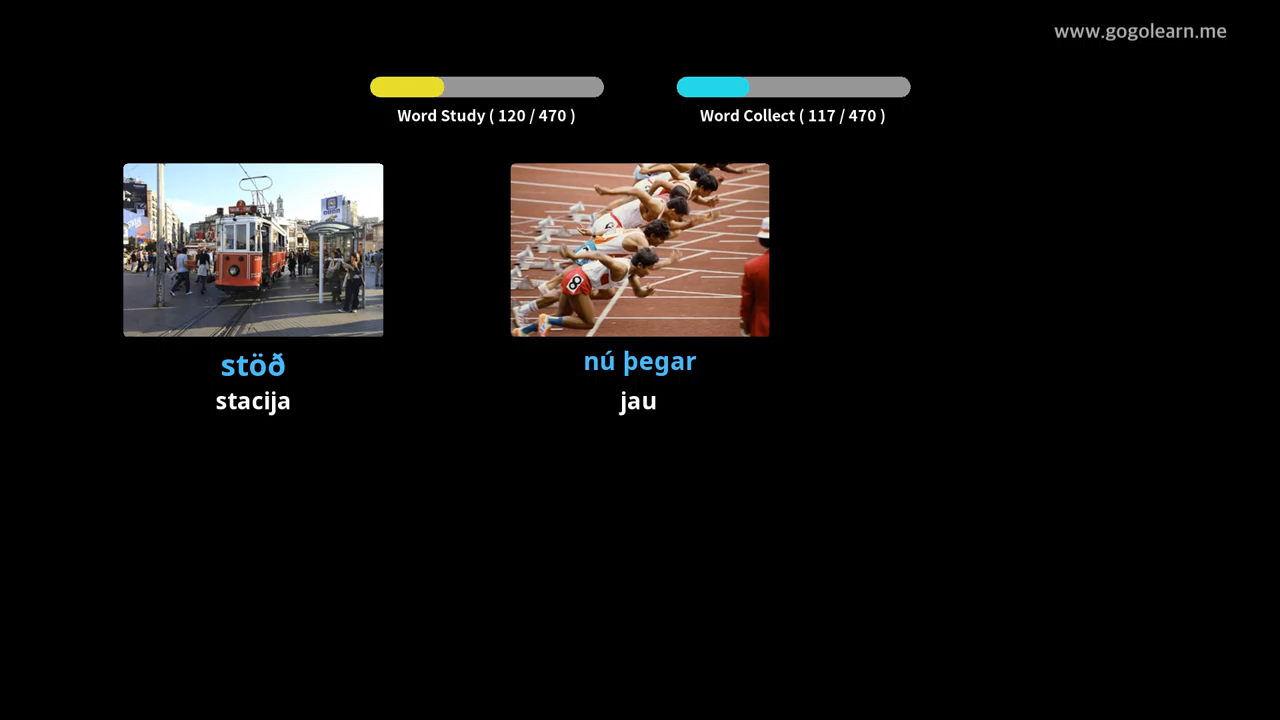 www.gogolearn.me
Word Study ( 120 / 470 )
Word Collect ( 117 / 470 )
stöð
stacija
nú þegar
jau